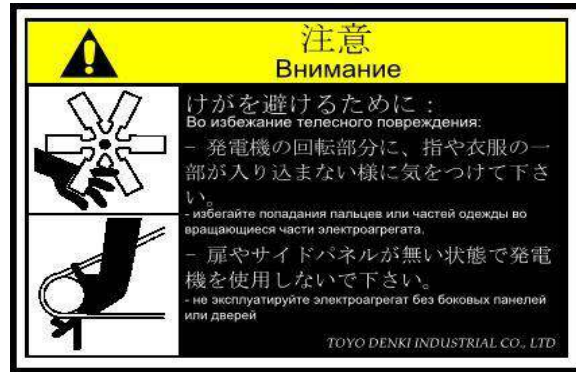 注意
Внимание
けがを避けるために：
Во избежание телесного повреждения:
- 発電機の回転部分に、指や衣服の一
部が入り込まない様に気をつけて下さ
い。
- избегайте попадания пальцев или частей одежды во
вращающиеся части электроагрегата.
- 扉やサイドパネルが無い状態で発電
機を使用しないで下さい。
- не эксплуатируйте электроагрегат без боковых панелей
или дверей
TOYO DENKI INDUSTRIAL CO., LTD